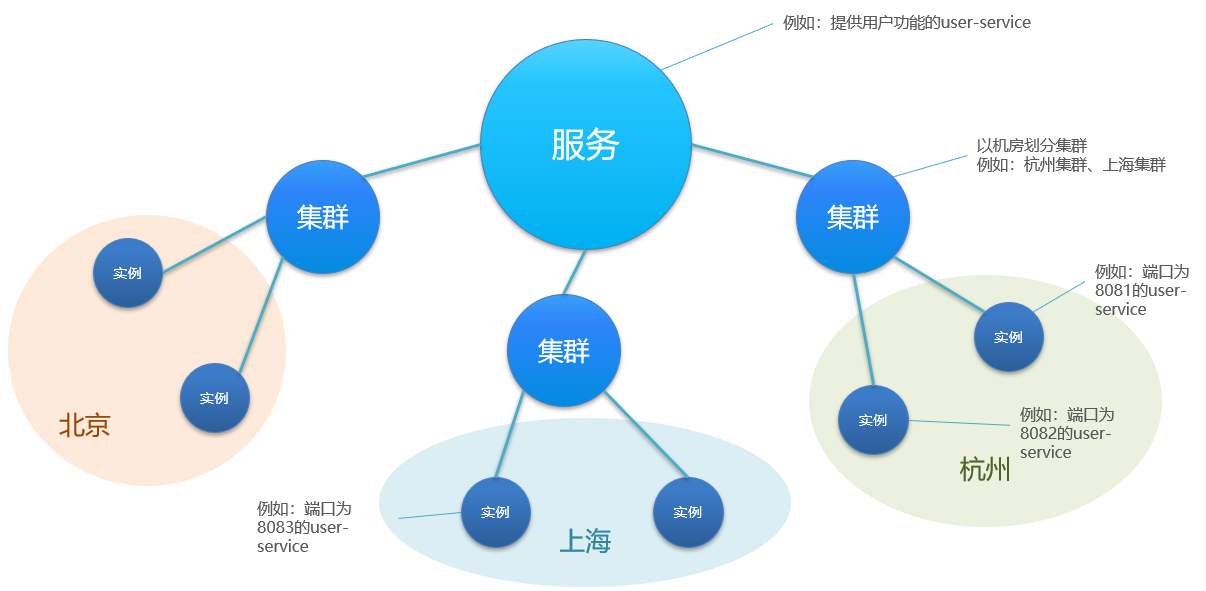 例如：提供用户功能的user-service
服务
以机房划分集群
例如：杭州集群、上海集群
集群
集群
实例
例如：端口为
8081的user-
service
实例
集群
实例
实例
例如：端口为
8082的user-
service
北京
杭州
例如：端口为
8083的user-
service
实例
实例
上海